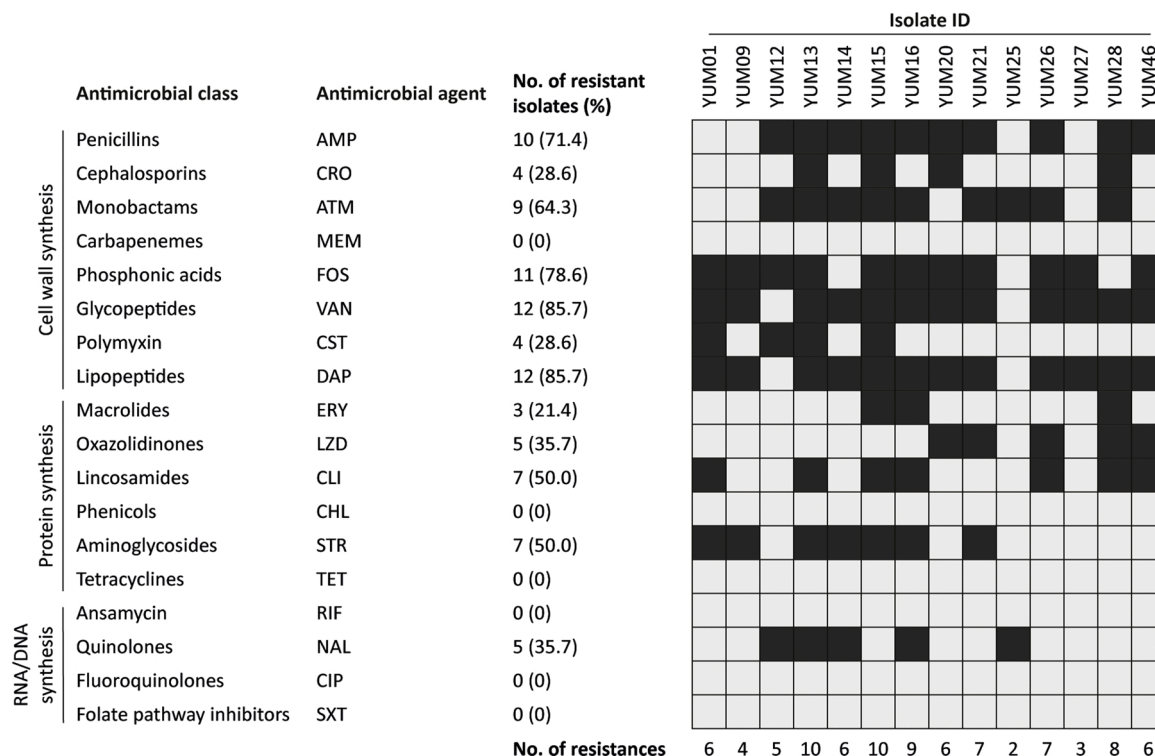 Isolate ID
Antimicrobial class Antimicrobial agent No. of resistant isolates (%) YUM01 YUM09 YUM12 YUM13 YUM14 YUM15 YUM16 YUM20 YUM21 YUM25 YUM26 YUM27 YUM28 YUM46
Cell wall synthesis
Penicillins AMP 10 (71.4)
Cephalosporins CRO 4 (28.6)
Monobactams ATM 9 (64.3)
Carbapenemes MEM 0 (0)
Phosphonic acids FOS 11 (78.6)
Glycopeptides VAN 12 (85.7)
Polymyxin CST 4 (28.6)
Lipopeptides DAP 12 (85.7)
Protein synthesis
Macrolides ERY 3 (21.4)
Oxazolidinones LZD 5 (35.7)
Lincosamides CLI 7 (50.0)
Phenicols CHL 0 (0)
Aminoglycosides STR 7 (50.0)
Tetracyclines TET 0 (0)
RNA/DNA
synthesis
Ansamycin RIF 0 (0)
Quinolones NAL 5 (35.7)
Fluoroquinolones CIP 0 (0)
Folate pathway inhibitors SXT 0 (0)
No. of resistances 6 4 5 10 6 10 9 6 7 2 7 3 8 6